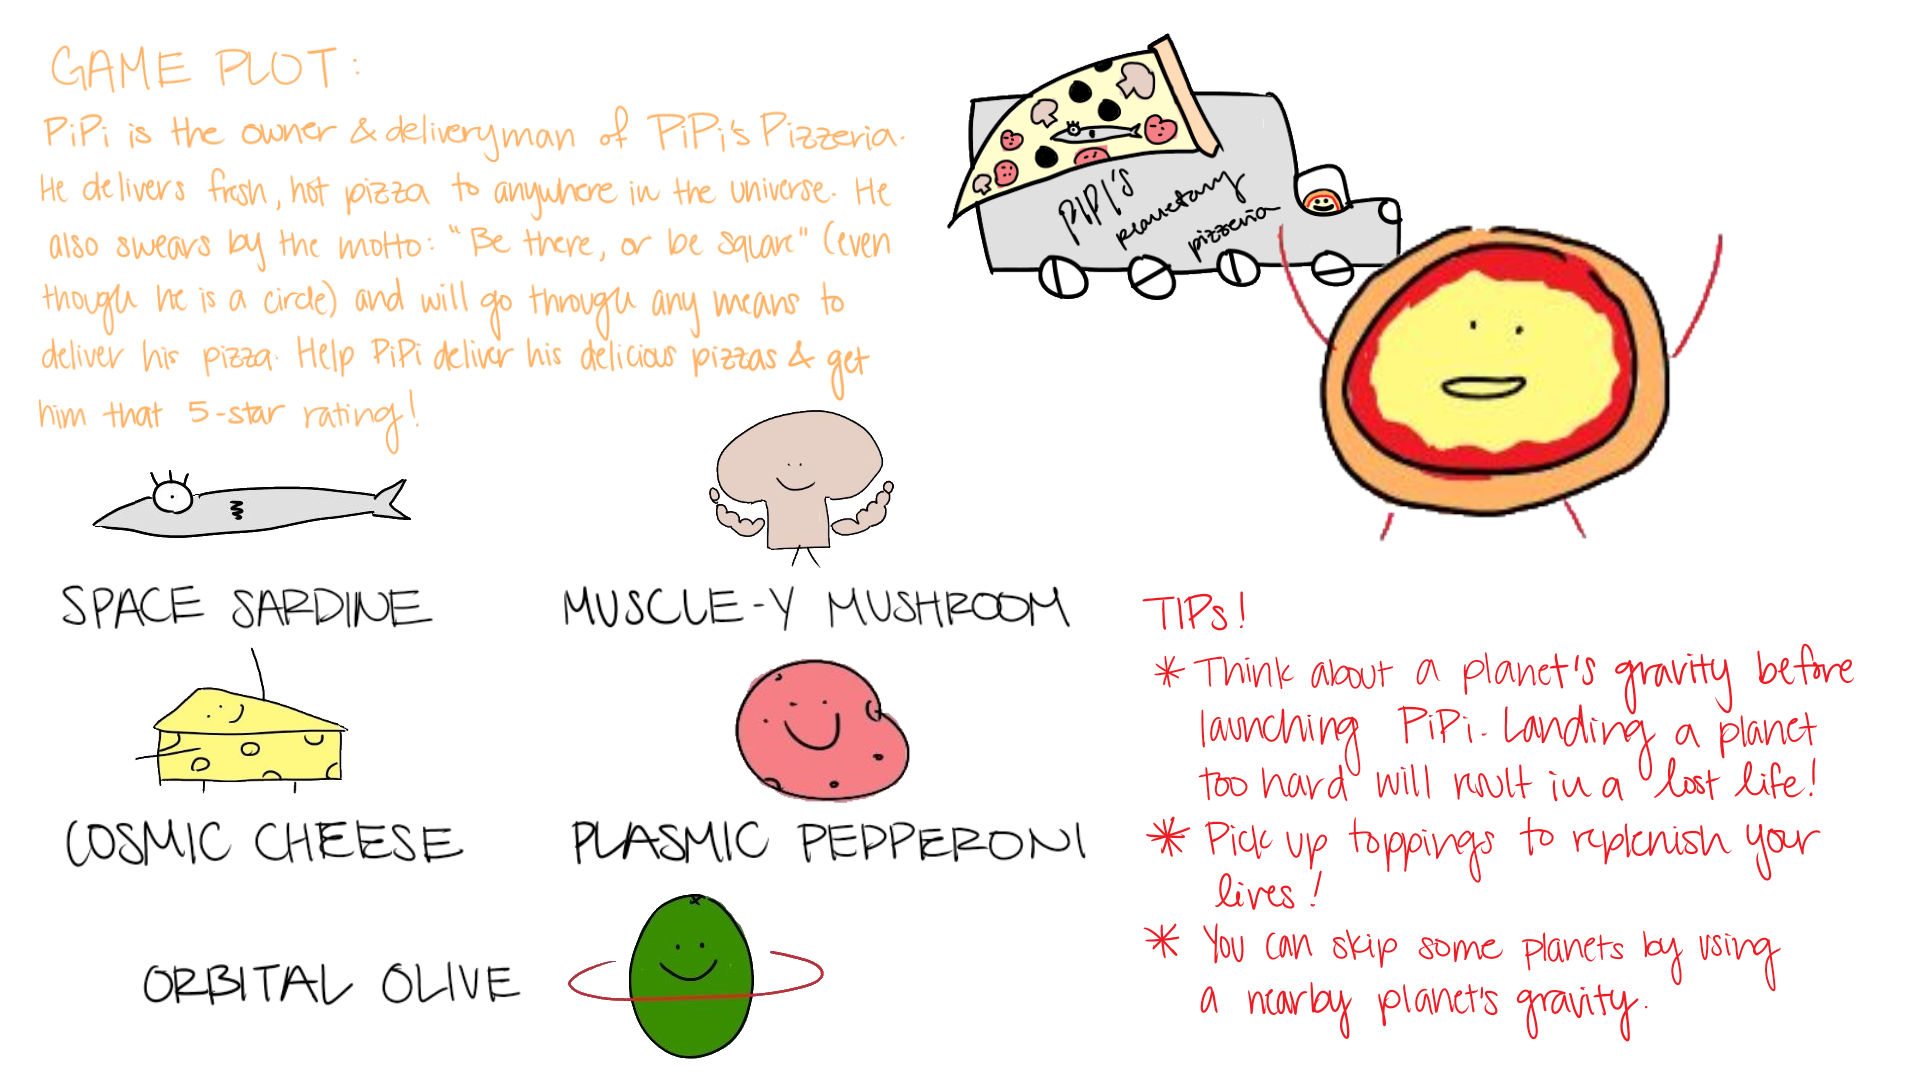 GAME PLOT:
PiPi is the owner & deliveryman of PiPi's Pizzeria.
He delivers fresh, hot pizza to anywhere in the universe. He
also swears by the motto: "Be there, or be square" (even
though he is a circle) and will go through any means to
deliver his pizza. Help PiPi deliver his delicious pizzas & get
him that 5-star rating!
PIPI'S
planetary
pizzeria
SPACE SARDINE
MUSCLE-Y MUSHROOM
COSMIC CHEESE
PLASMIC PEPPERONI
ORBITAL OLIVE
TIPs!
* Think about a planet's gravity before
launching PiPi. Landing a planet
too hard will result in a lost life!
* Pick up toppings to replenish your
lives!
* You can skip some planets by using
a nearby planet's gravity.